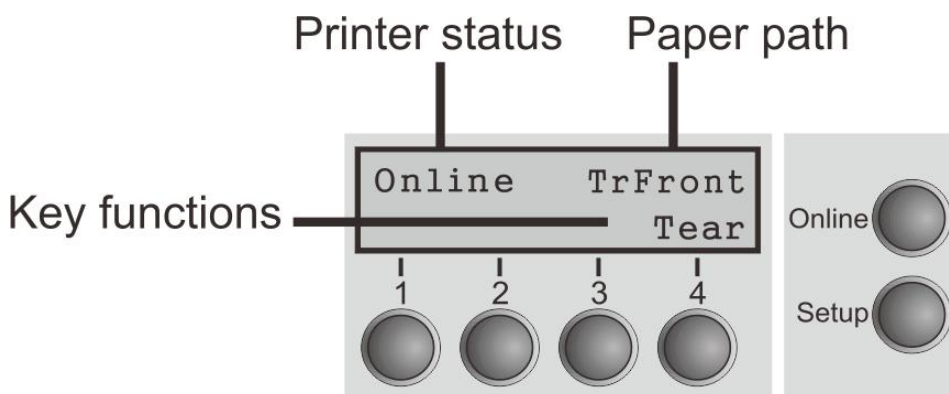 Printer status Paper path
Online TrFront
Key functions
Tear
Online
1 2 3 4
Setup